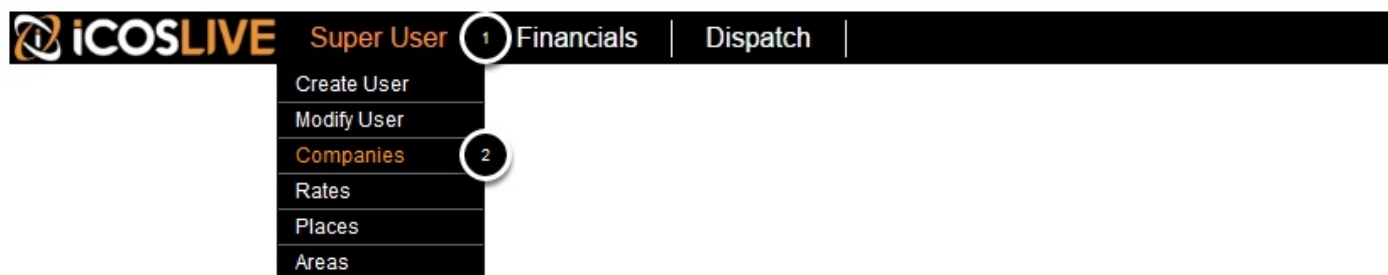 iCOSLIVE Super User 1 Financials Dispatch
Create User
Modify User
Companies 2
Rates
Places
Areas